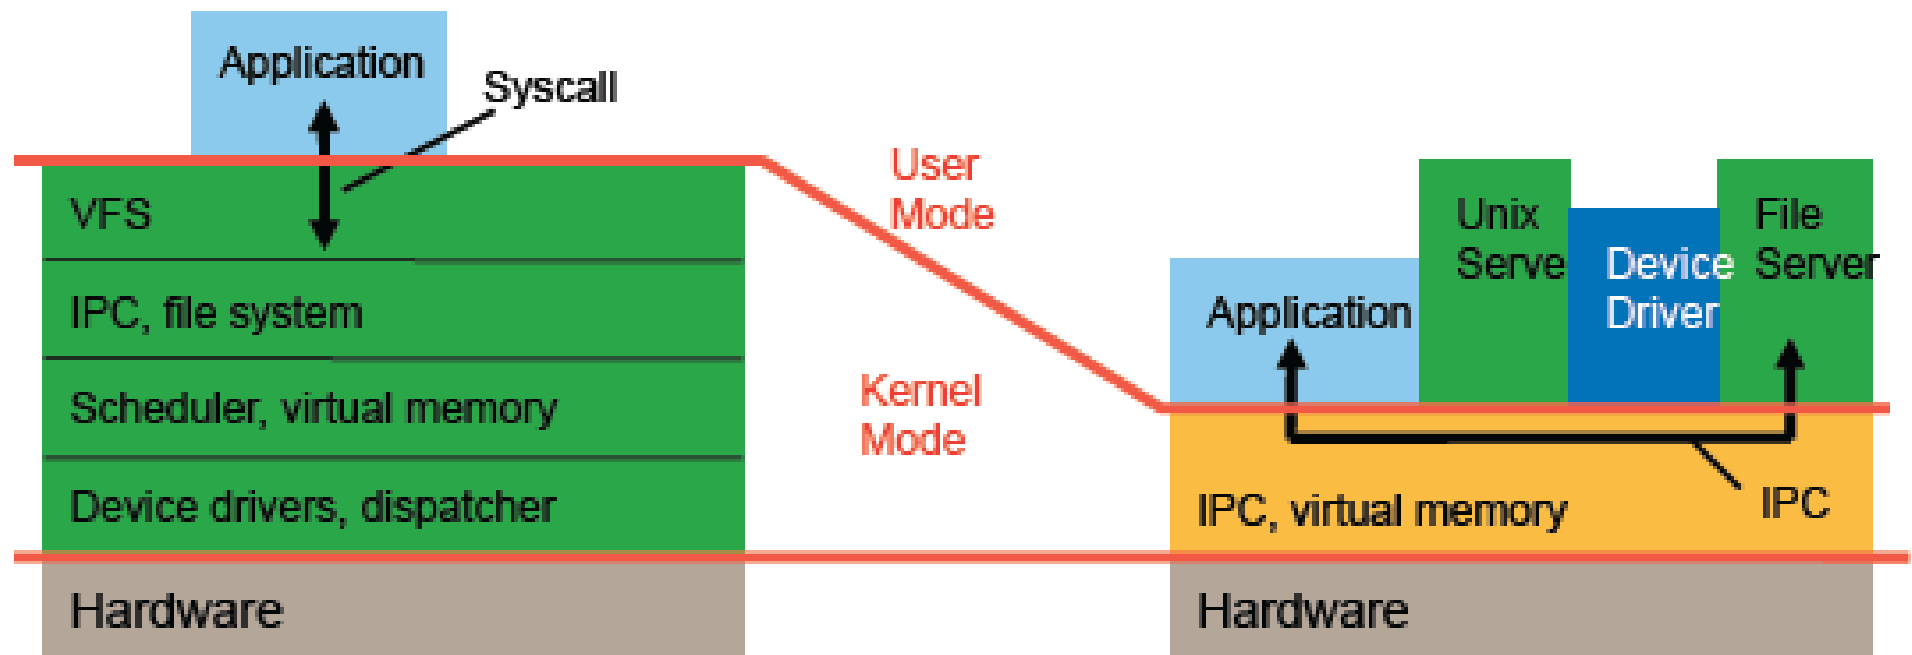 Application
Syscall
VFS
IPC, file system
Scheduler, virtual memory
Device drivers, dispatcher
Hardware
User
Mode
Kernel
Mode
Application
Unix
Serve
Device
Driver
File
Server
IPC, virtual memory
IPC
Hardware